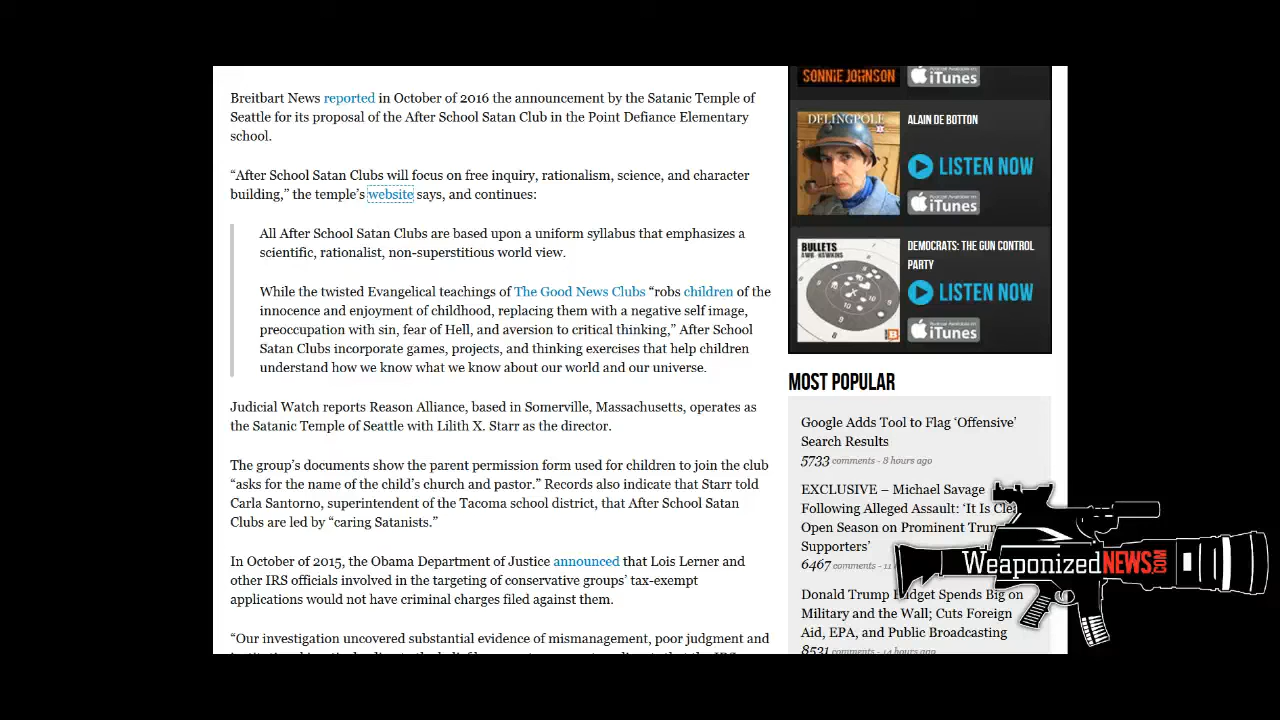 Breitbart News reported in October of 2016 the announcement by the Satanic Temple of
Seattle for its proposal of the After School Satan Club in the Point Defiance Elementary
school.
“After School Satan Clubs will focus on free inquiry, rationalism, science, and character
building,” the temple’s website says, and continues:
All After School Satan Clubs are based upon a uniform syllabus that emphasizes a
scientific, rationalist, non-superstitious world view.
While the twisted Evangelical teachings of The Good News Clubs “robs children of the
innocence and enjoyment of childhood, replacing them with a negative self image,
preoccupation with sin, fear of Hell, and aversion to critical thinking,” After School
Satan Clubs incorporate games, projects, and thinking exercises that help children
understand how we know what we know about our world and our universe.
Judicial Watch reports Reason Alliance, based in Somerville, Massachusetts, operates as
the Satanic Temple of Seattle with Lilith X. Starr as the director.
The group’s documents show the parent permission form used for children to join the club
“asks for the name of the child’s church and pastor.” Records also indicate that Starr told
Carla Santorno, superintendent of the Tacoma school district, that After School Satan
Clubs are led by “caring Satanists.”
In October of 2015, the Obama Department of Justice announced that Lois Lerner and
other IRS officials involved in the targeting of conservative groups’ tax-exempt
applications would not have criminal charges filed against them.
“Our investigation uncovered substantial evidence of mismanagement, poor judgment and
SONNIE JOHNSON
iTunes
DELINGPOLE
ALAIN DE BOTTON
LISTEN NOW
iTunes
BULLETS
AWR HAWKINS
DEMOCRATS: THE GUN CONTROL
PARTY
LISTEN NOW
iTunes
MOST POPULAR
Google Adds Tool to Flag ‘Offensive’
Search Results
5733 comments - 8 hours ago
EXCLUSIVE – Michael Savage
Following Alleged Assault: ‘It Is
Open Season on Prominent
Supporters’
6467 comments - 11
Donald Trump Spends Big on
Military and the Wall; Cuts Foreign
Aid, EPA, and Public Broadcasting
8531 comments - 14 hours ago
WEAPONIZEDNEWS.COM